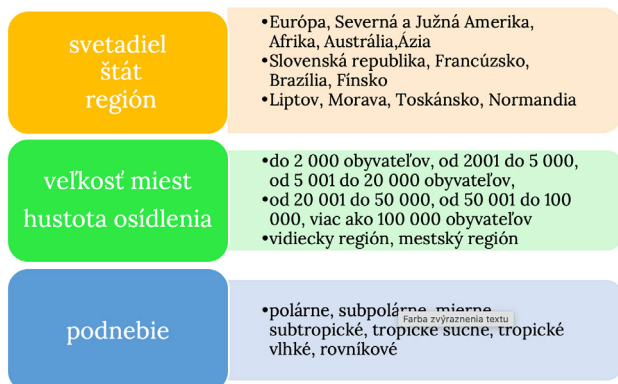 svetadiel
štát
región
•Európa, Severná a Južná Amerika,
Afrika, Austrália,Ázia
•Slovenská republika, Francúzsko,
Brazília, Fínsko
•Liptov, Morava, Toskánsko, Normandia
veľkosť miest
hustota osídlenia
•do 2 000 obyvateľov, od 2001 do 5 000,
od 5 001 do 20 000 obyvateľov,
•od 20 001 do 50 000, od 50 001 do 100
000, viac ako 100 000 obyvateľov
•vidiecky región, mestský región
podnebie
•polárne, subpolárne, mierne,
Farba zvýraznenia textu
subtropické, tropické suché, tropické
vlhké, rovníkové